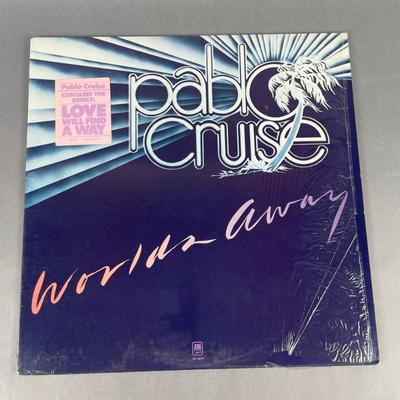 Pablo Cruise
CONTAINS THE
SINGLE:
LOVE
WILL FIND
A WAY
pablo
cruise
Worlds Away
A&M